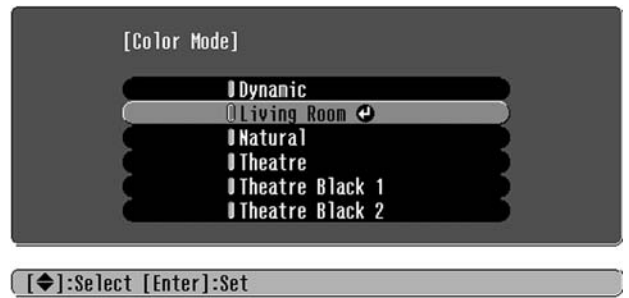 [Color Mode]
Dynamic
Living Room
Natural
Theatre
Theatre Black 1
Theatre Black 2
[◆]:Select [Enter]:Set